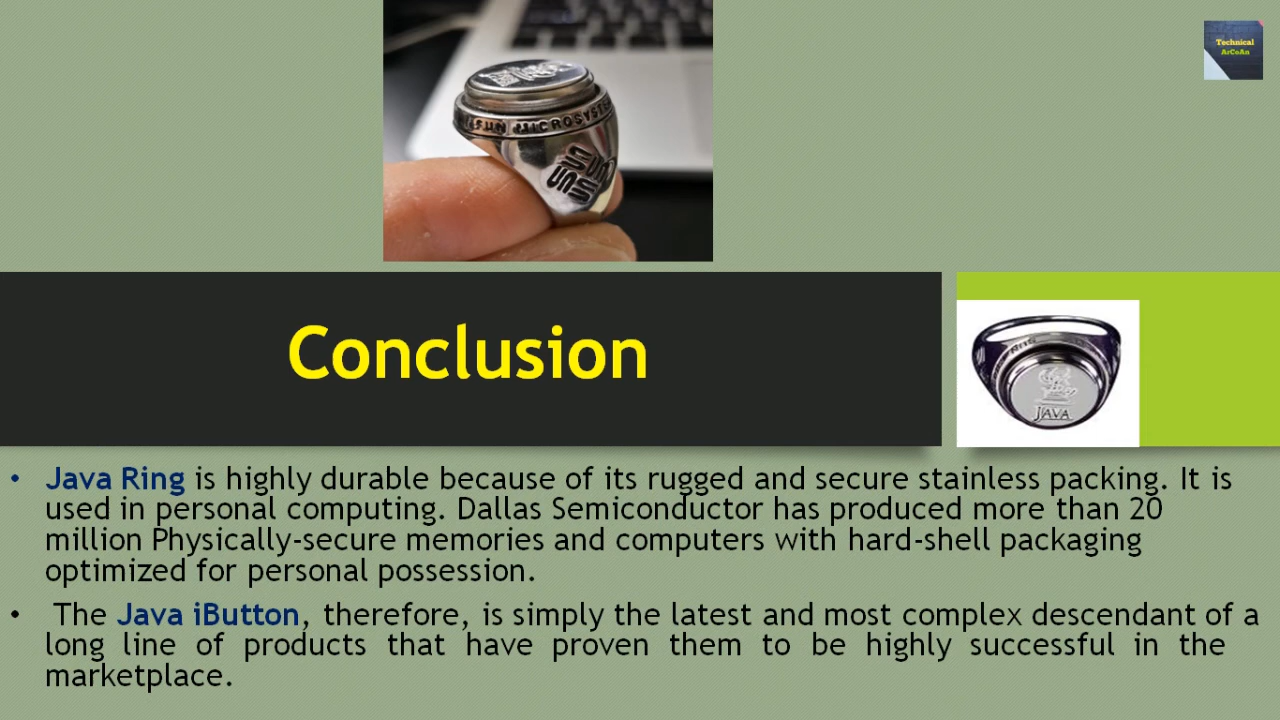 Technical
ArCoAn
SUN MICROSYSTE
Conclusion
JAVA
• Java Ring is highly durable because of its rugged and secure stainless packing. It is
used in personal computing. Dallas Semiconductor has produced more than 20
million Physically-secure memories and computers with hard-shell packaging
optimized for personal possession.
• The Java iButton, therefore, is simply the latest and most complex descendant of a
long line of products that have proven them to be highly successful in the
marketplace.